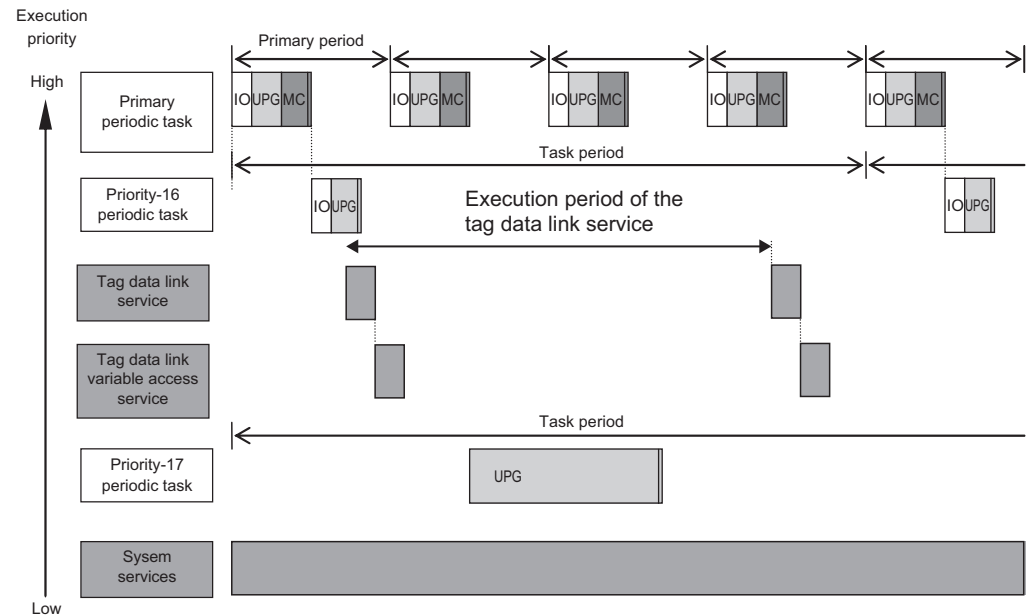 Execution
priority
High
Primary period
Primary
periodic task
IO UPG MC
IO UPG MC
IO UPG MC
IO UPG MC
IO UPG MC
Task period
Priority-16
periodic task
IO UPG
Execution period of the
tag data link service
IO UPG
Tag data link
service
Tag data link
variable access
service
Task period
Priority-17
periodic task
UPG
Sysem
services
Low